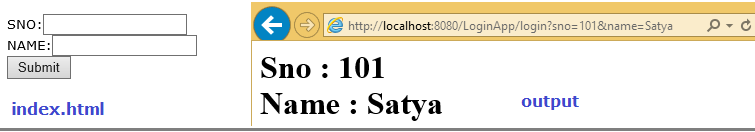 SNO:
NAME:
Submit
index.html
http://localhost:8080/LoginApp/login?sno=101&name=Satya
Sno : 101
Name : Satya
output